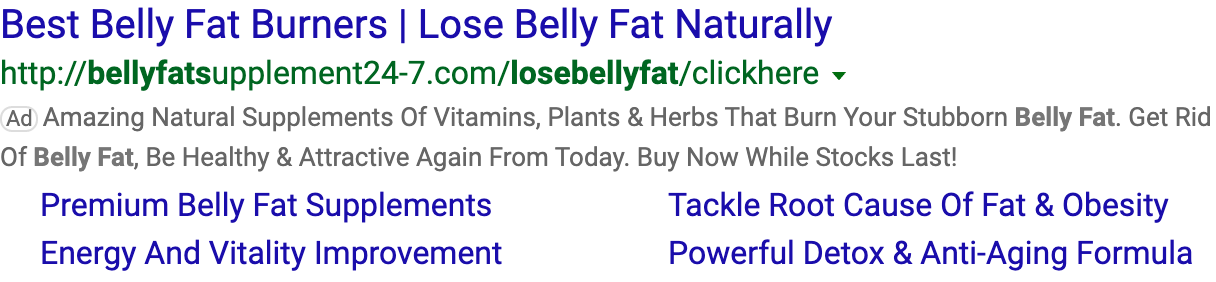 Best Belly Fat Burners | Lose Belly Fat Naturally
http://bellyfatsupplement24-7.com/losebellyfat/clickhere
Ad Amazing Natural Supplements Of Vitamins, Plants & Herbs That Burn Your Stubborn Belly Fat. Get Rid
Of Belly Fat, Be Healthy & Attractive Again From Today. Buy Now While Stocks Last!
Premium Belly Fat Supplements Tackle Root Cause Of Fat & Obesity
Energy And Vitality Improvement Powerful Detox & Anti-Aging Formula